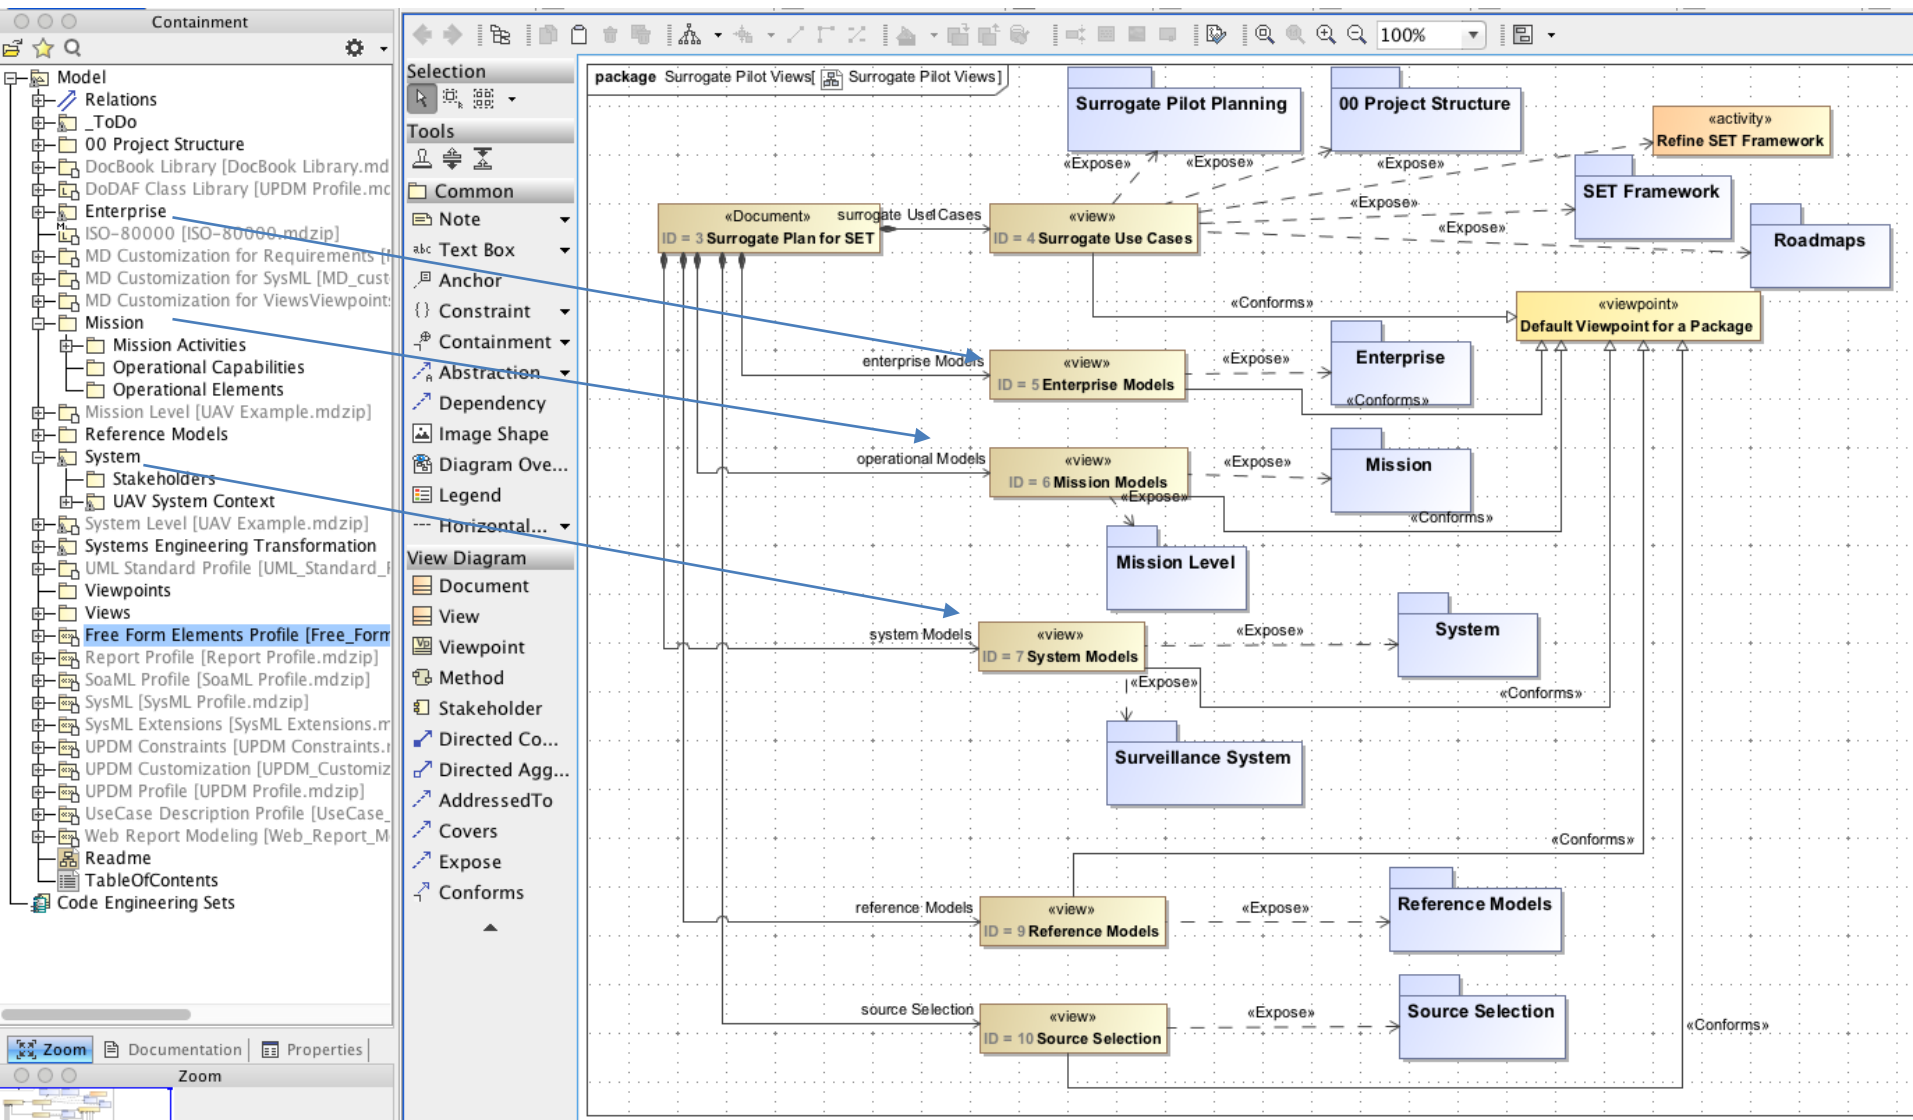 Containment
Model
Relations
_ToDo
00 Project Structure
DocBook Library [DocBook Library.md
DoDAF Class Library [UPDM Profile.mc
Enterprise
ISO-80000 [ISO-80000.mdzip]
MD Customization for Requirements [
MD Customization for SysML [MD_cust
MD Customization for ViewsViewpoint
Mission
Mission Activities
Operational Capabilities
Operational Elements
Mission Level [UAV Example.mdzip]
Reference Models
System
Stakeholders
UAV System Context
System Level [UAV Example.mdzip]
Systems Engineering Transformation
UML Standard Profile [UML_Standard_
Viewpoints
Views
Free Form Elements Profile [Free_Form
Report Profile [Report Profile.mdzip]
SoaML Profile [SoaML Profile.mdzip]
SysML [SysML Profile.mdzip]
SysML Extensions [SysML Extensions.m
UPDM Constraints [UPDM Constraints.
UPDM Customization [UPDM_Customiz
UPDM Profile [UPDM Profile.mdzip]
UseCase Description Profile [UseCase_
Web Report Modeling [Web_Report_M
Readme
TableOfContents
Code Engineering Sets
Zoom
Documentation
Properties
Zoom
100%
Selection
Tools
Common
Note
abc Text Box
Anchor
{} Constraint
Containment
Abstraction
Dependency
Image Shape
Diagram Ove...
Legend
Horizontal...
View Diagram
Document
View
Viewpoint
Method
Stakeholder
Directed Co...
Directed Agg...
AddressedTo
Covers
Expose
Conforms
package Surrogate Pilot Views[ Surrogate Pilot Views]
Surrogate Pilot Planning
00 Project Structure
«activity»
Refine SET Framework
«Expose»
«Expose»
«Expose»
SET Framework
«Expose»
«Document»
ID = 3 Surrogate Plan for SET
surrogate Use Cases
«view»
ID = 4 Surrogate Use Cases
«Expose»
Roadmaps
«Conforms»
«viewpoint»
Default Viewpoint for a Package
enterprise Models
«view»
ID = 5 Enterprise Models
«Expose»
Enterprise
«Conforms»
operational Models
«view»
ID = 6 Mission Models
«Expose»
Mission
«Expose»
«Conforms»
Mission Level
system Models
«view»
ID = 7 System Models
«Expose»
System
«Expose»
«Conforms»
Surveillance System
«Conforms»
reference Models
«view»
ID = 9 Reference Models
«Expose»
Reference Models
source Selection
«view»
ID = 10 Source Selection
«Expose»
Source Selection
«Conforms»